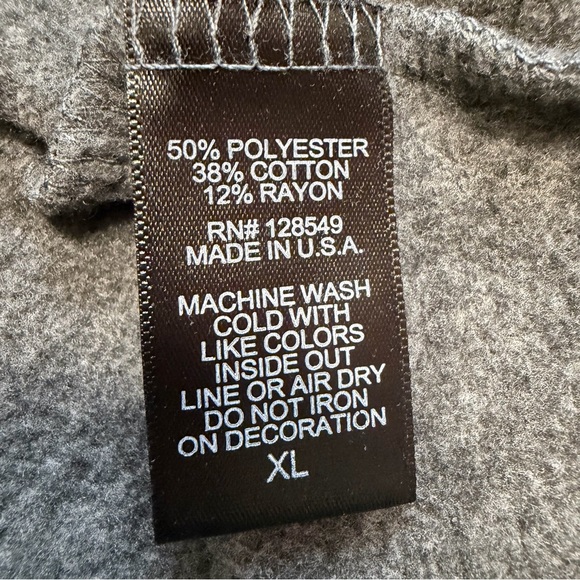 50% POLYESTER
38% COTTON
12% RAYON
RN# 128549
MADE IN U.S.A.
MACHINE WASH
COLD WITH
LIKE COLORS
INSIDE OUT
LINE OR AIR DRY
DO NOT IRON
ON DECORATION
XL